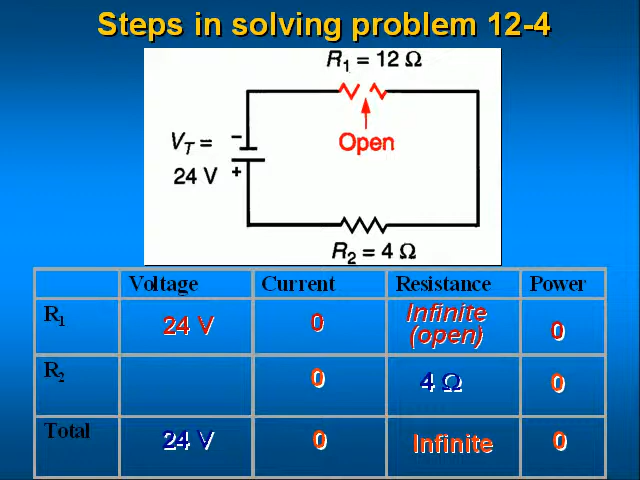 Steps in solving problem 12-4
R1 = 12 Ω
VT =
24 V
−
+
Open
R2 = 4 Ω
Voltage Current Resistance Power
R1 24 V 0 Infinite (open) 0
R2 0 4 Ω 0
Total 24 V 0 Infinite 0